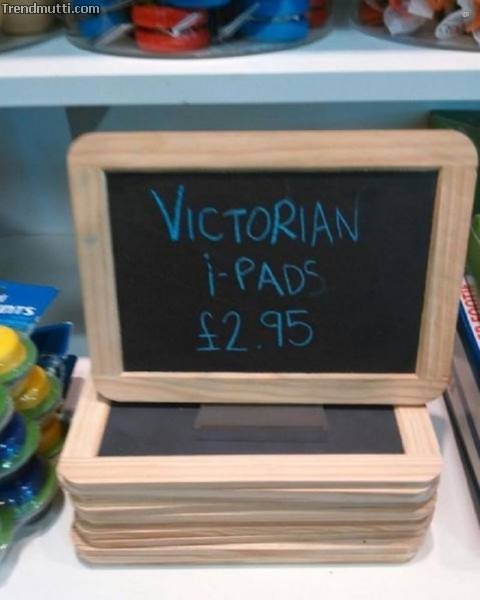 Trendmutti.com
VICTORIAN
i-PADS
£2.95